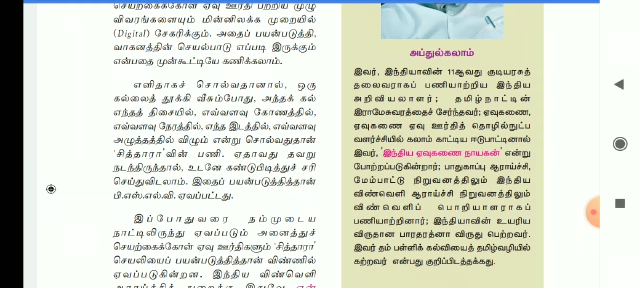 செயற்கைக்கோள் ஏவு ஊர்தி பற்றிய முழு
விவரங்களையும் மின்னிலக்க முறையில்
(Digital) சேகரிக்கும். அதைப் பயன்படுத்தி,
வாகனத்தின் செயல்பாடு எப்படி இருக்கும்
என்பதை முன்கூட்டியே கணிக்கலாம்.
எளிதாகச் சொல்வதானால், ஒரு
கல்லைத் தூக்கி வீசும்போது, அந்தக் கல்
எந்தத் திசையில், எவ்வளவு கோணத்தில்,
எவ்வளவு நேரத்தில், எந்த இடத்தில், எவ்வளவு
அழுத்தத்தில் விழும் என்று சொல்வதுதான்
'சித்தாரா'வின் பணி. ஏதாவது தவறு
நடந்திருந்தால், உடனே கண்டுபிடித்துச் சரி
செய்துவிடலாம். இதைப் பயன்படுத்தித்தான்
பி.எஸ்.எல்.வி. ஏவப்பட்டது.
இப்போதுவரை நம்முடைய
நாட்டிலிருந்து ஏவப்படும் அனைத்துச்
செயற்கைக்கோள் ஏவு ஊர்திகளும் 'சித்தாரா'
செயலியைப் பயன்படுத்தித்தான் விண்ணில்
ஏவப்படுகின்றன. இந்திய விண்வெளி
அப்துல்கலாம்
இவர், இந்தியாவின் 11ஆவது குடியரசுத்
தலைவராகப் பணியாற்றிய இந்திய
அறிவியலாளர்; தமிழ்நாட்டின்
இராமேசுவரத்தைச் சேர்ந்தவர்; ஏவுகணை,
ஏவுகணை ஏவு ஊர்தித் தொழில்நுட்ப
வளர்ச்சியில் கலாம் காட்டிய ஈடுபாட்டினால்
இவர், 'இந்திய ஏவுகணை நாயகன்' என்று
போற்றப்படுகின்றார்; பாதுகாப்பு ஆராய்ச்சி,
மேம்பாட்டு நிறுவனத்திலும் இந்திய
விண்வெளி ஆராய்ச்சி நிறுவனத்திலும்
விண்வெளிப் பொறியாளராகப்
பணியாற்றினார்; இந்தியாவின் உயரிய
விருதான பாரதரத்னா விருது பெற்றவர்.
இவர் தம் பள்ளிக் கல்வியைத் தமிழ்வழியில்
கற்றவர் என்பது குறிப்பிடத்தக்கது.